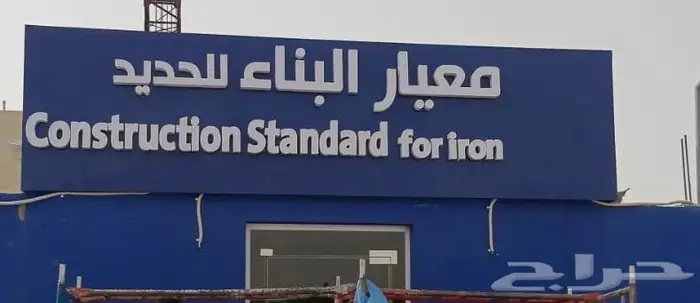 معيار البناء للحديد
Construction Standard for iron
حراج